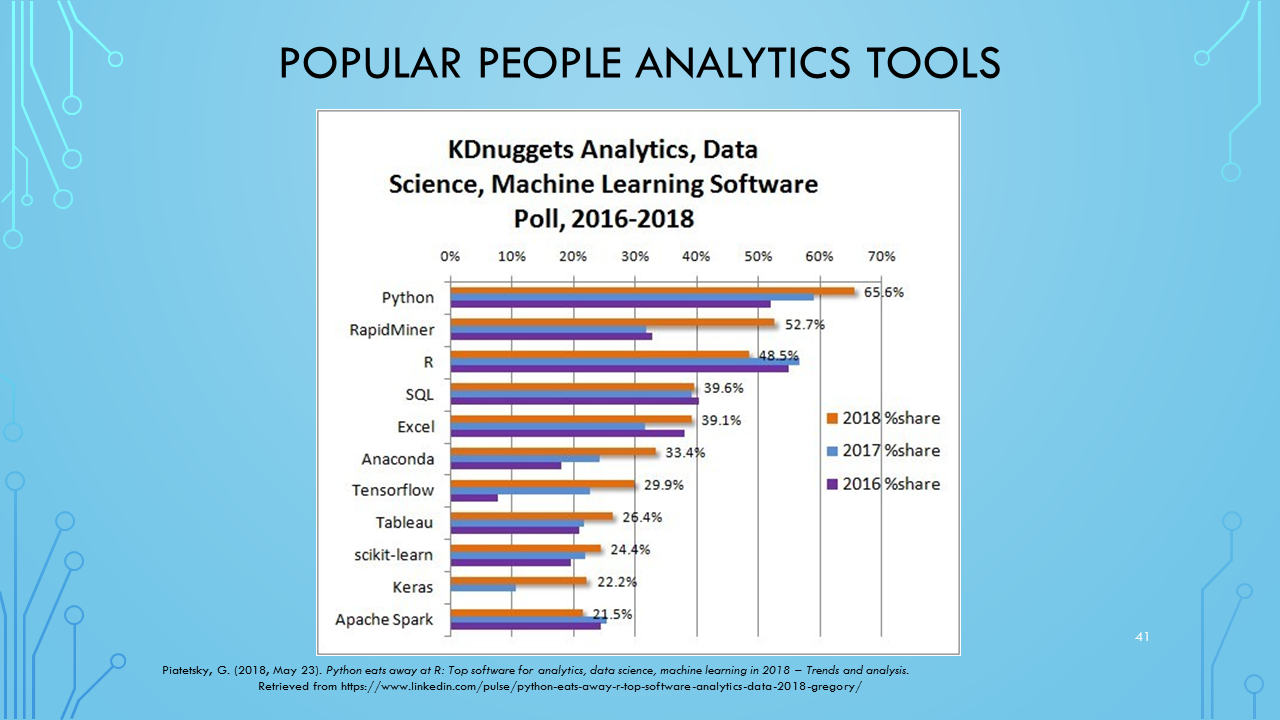 POPULAR PEOPLE ANALYTICS TOOLS
KDnuggets Analytics, Data
Science, Machine Learning Software
Poll, 2016-2018
0% 10% 20% 30% 40% 50% 60% 70%
Python 65.6%
RapidMiner 52.7%
R 48.5%
SQL 39.6%
Excel 39.1%
Anaconda 33.4%
Tensorflow 29.9%
Tableau 26.4%
scikit-learn 24.4%
Keras 22.2%
Apache Spark 21.5%
2018 %share
2017 %share
2016 %share
41
Piatetsky, G. (2018, May 23). Python eats away at R: Top software for analytics, data science, machine learning in 2018 – Trends and analysis.
Retrieved from https://www.linkedin.com/pulse/python-eats-away-r-top-software-analytics-data-2018-gregory/